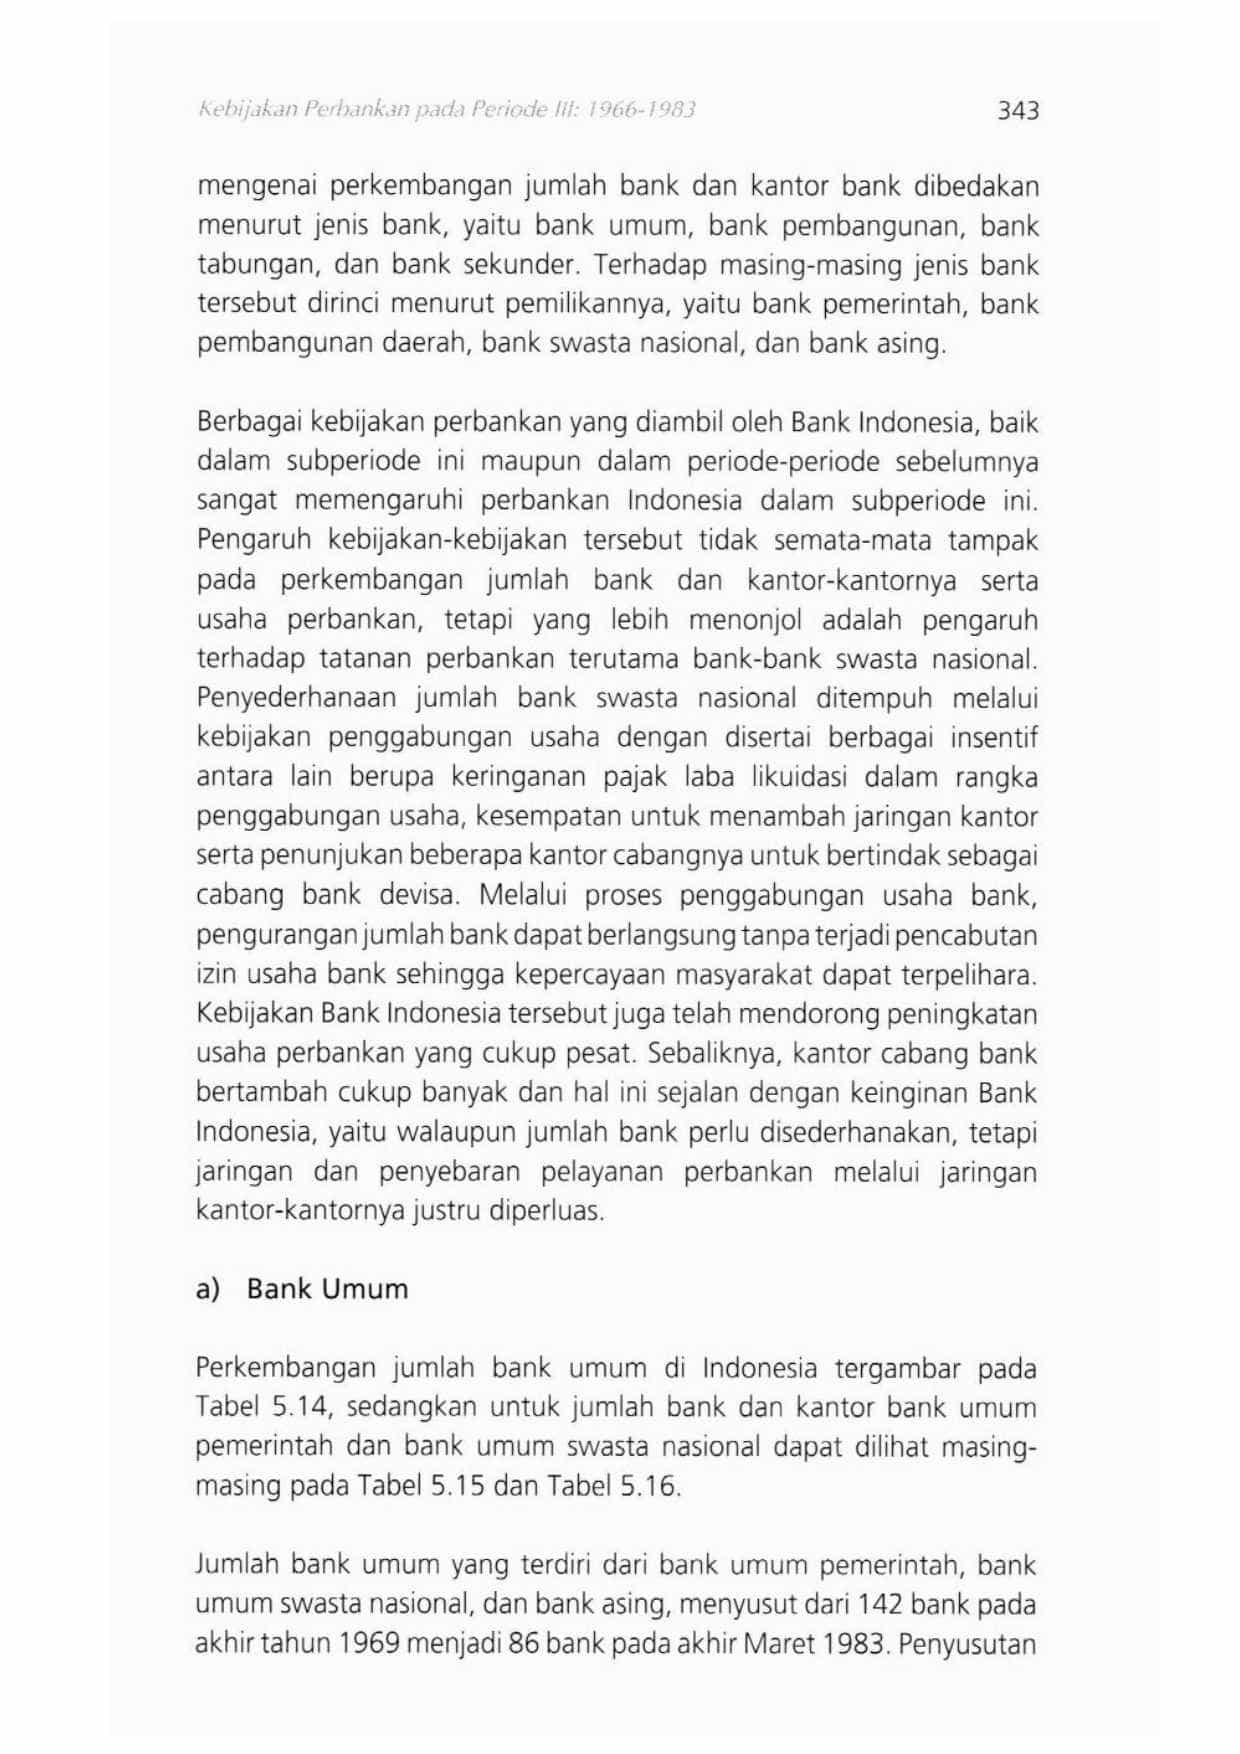 Kebijakan Perbankan pada Periode III: 1966-1983 343
mengenai perkembangan jumlah bank dan kantor bank dibedakan
menurut jenis bank, yaitu bank umum, bank pembangunan, bank
tabungan, dan bank sekunder. Terhadap masing-masing jenis bank
tersebut dirinci menurut pemilikannya, yaitu bank pemerintah, bank
pembangunan daerah, bank swasta nasional, dan bank asing.
Berbagai kebijakan perbankan yang diambil oleh Bank Indonesia, baik
dalam subperiode ini maupun dalam periode-periode sebelumnya
sangat memengaruhi perbankan Indonesia dalam subperiode ini.
Pengaruh kebijakan-kebijakan tersebut tidak semata-mata tampak
pada perkembangan jumlah bank dan kantor-kantornya serta
usaha perbankan, tetapi yang lebih menonjol adalah pengaruh
terhadap tatanan perbankan terutama bank-bank swasta nasional.
Penyederhanaan jumlah bank swasta nasional ditempuh melalui
kebijakan penggabungan usaha dengan disertai berbagai insentif
antara lain berupa keringanan pajak laba likuidasi dalam rangka
penggabungan usaha, kesempatan untuk menambah jaringan kantor
serta penunjukan beberapa kantor cabangnya untuk bertindak sebagai
cabang bank devisa. Melalui proses penggabungan usaha bank,
pengurangan jumlah bank dapat berlangsung tanpa terjadi pencabutan
izin usaha bank sehingga kepercayaan masyarakat dapat terpelihara.
Kebijakan Bank Indonesia tersebut juga telah mendorong peningkatan
usaha perbankan yang cukup pesat. Sebaliknya, kantor cabang bank
bertambah cukup banyak dan hal ini sejalan dengan keinginan Bank
Indonesia, yaitu walaupun jumlah bank perlu disederhanakan, tetapi
jaringan dan penyebaran pelayanan perbankan melalui jaringan
kantor-kantornya justru diperluas.
a) Bank Umum
Perkembangan jumlah bank umum di Indonesia tergambar pada
Tabel 5.14, sedangkan untuk jumlah bank dan kantor bank umum
pemerintah dan bank umum swasta nasional dapat dilihat masing-
masing pada Tabel 5.15 dan Tabel 5.16.
Jumlah bank umum yang terdiri dari bank umum pemerintah, bank
umum swasta nasional, dan bank asing, menyusut dari 142 bank pada
akhir tahun 1969 menjadi 86 bank pada akhir Maret 1983. Penyusutan